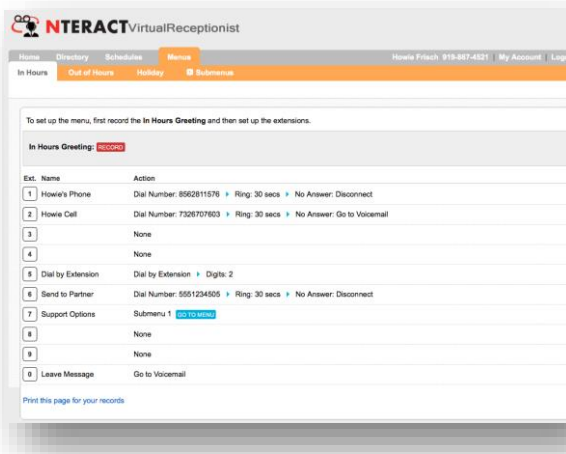 NTERACTVirtualReceptionist
Home Directory Schedules Menus Howie Frisch 919-867-4521 | My Account |
In Hours Out of Hours Holiday Submenus
To set up the menu, first record the In Hours Greeting and then set up the extensions.
In Hours Greeting: RECORD
Ext. Name Action
1 Howie's Phone Dial Number: 8562811576 Ring: 30 secs No Answer: Disconnect
2 Howie Cell Dial Number: 7326707603 Ring: 30 secs No Answer: Go to Voicemail
3 None
4 None
5 Dial by Extension Dial by Extension Digits: 2
6 Send to Partner Dial Number: 5551234505 Ring: 30 secs No Answer: Disconnect
7 Support Options Submenu 1 GO TO MENU
8 None
9 None
0 Leave Message Go to Voicemail
Print this page for your records